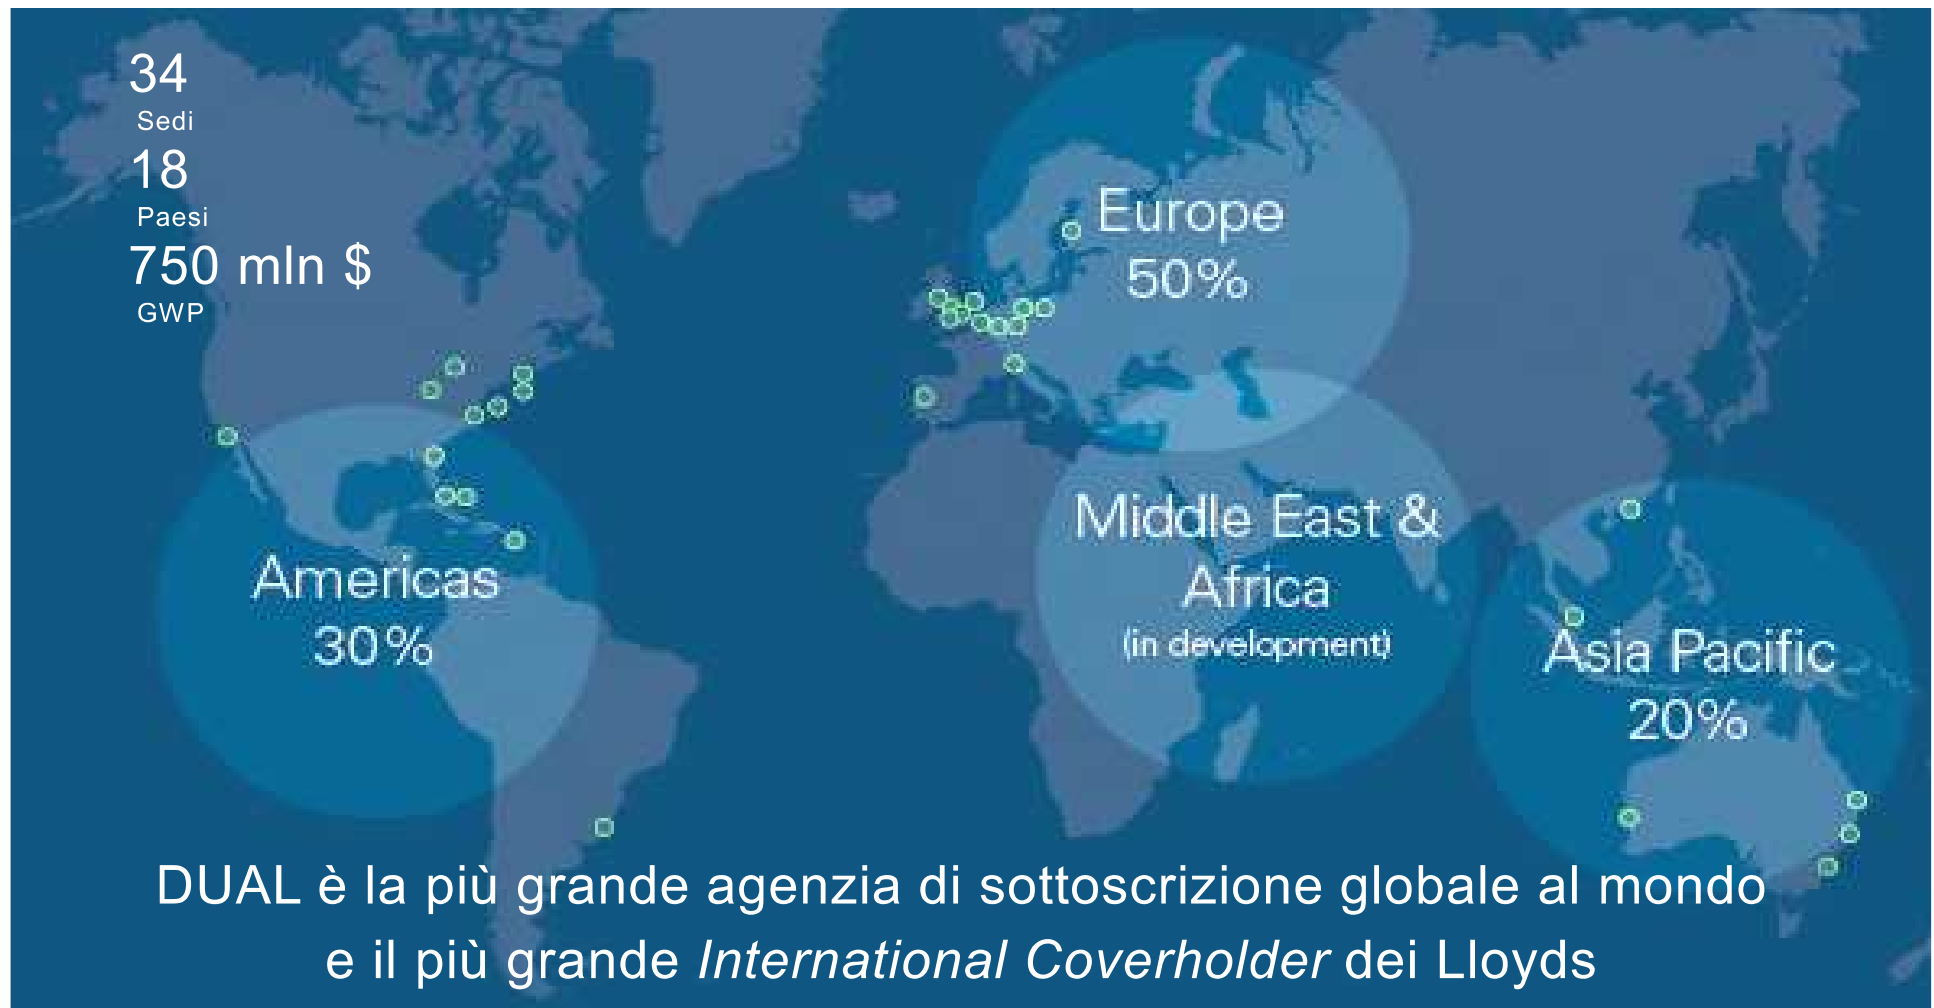 34
Sedi
18
Paesi
750 mln $
GWP
Europe
50%
Middle East &
Africa
(in development)
Americas
30%
Asia Pacific
20%
DUAL è la più grande agenzia di sottoscrizione globale al mondo
e il più grande International Coverholder dei Lloyds